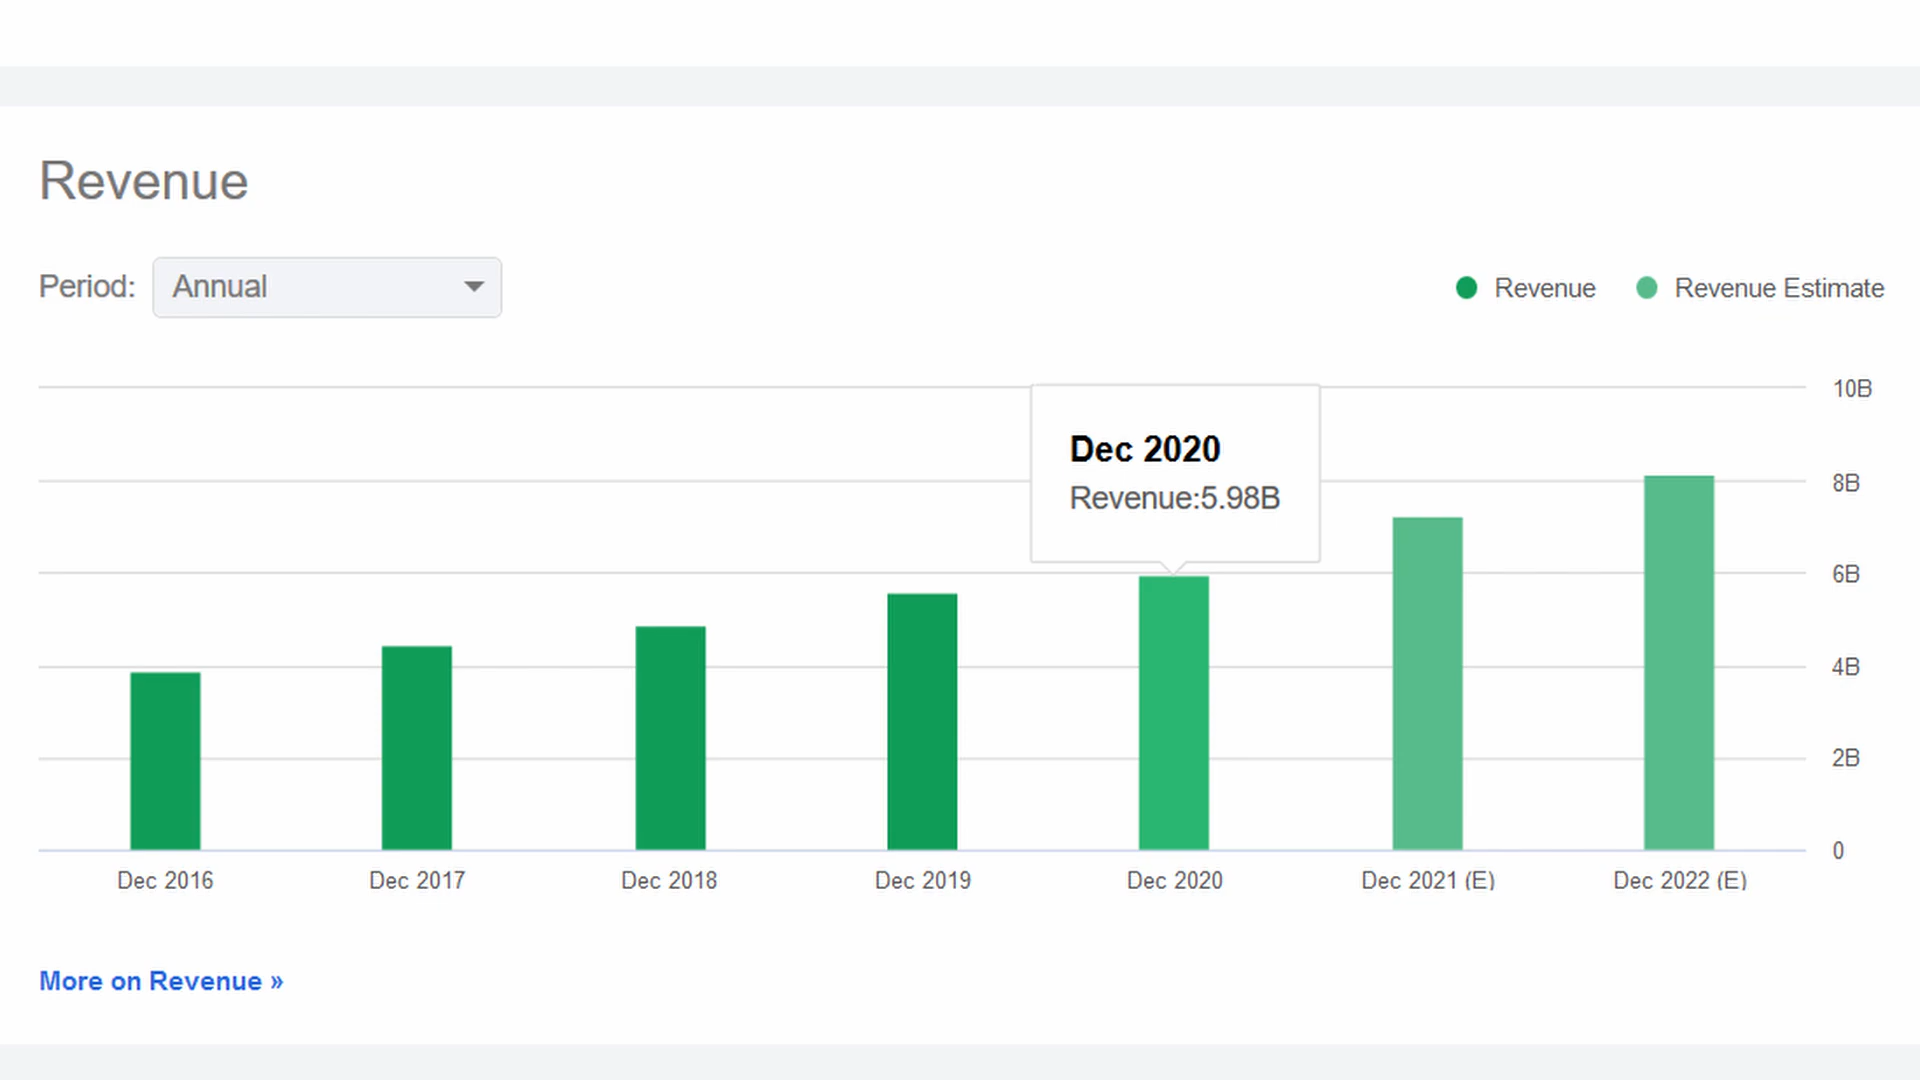 Revenue
Period: Annual
Revenue Revenue Estimate
10B
Dec 2020
Revenue:5.98B
8B
6B
4B
2B
0
Dec 2016 Dec 2017 Dec 2018 Dec 2019 Dec 2020 Dec 2021 (E) Dec 2022 (E)
More on Revenue »